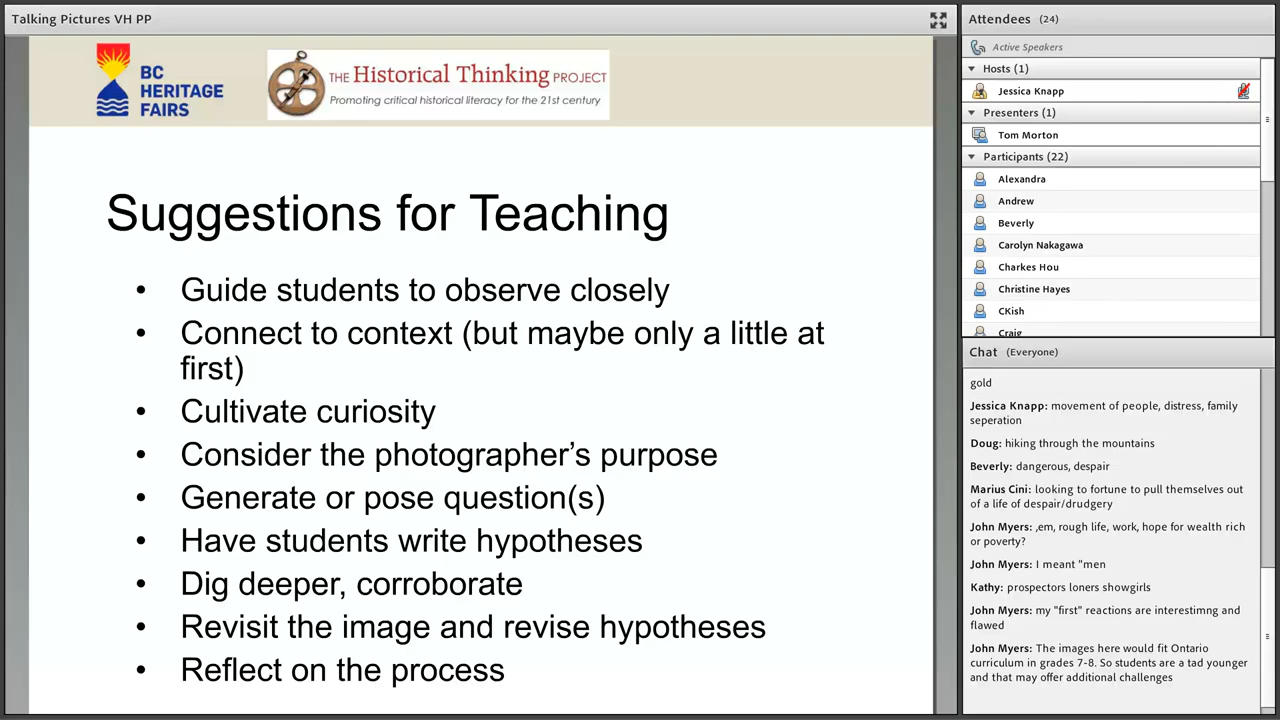 Talking Pictures VH PP
BC
HERITAGE
FAIRS
THE Historical Thinking PROJECT
Promoting critical historical literacy for the 21st century
Suggestions for Teaching
• Guide students to observe closely
• Connect to context (but maybe only a little at
first)
• Cultivate curiosity
• Consider the photographer's purpose
• Generate or pose question(s)
• Have students write hypotheses
• Dig deeper, corroborate
• Revisit the image and revise hypotheses
• Reflect on the process
Attendees (24)
Active Speakers
Hosts (1)
Jessica Knapp
Presenters (1)
Tom Morton
Participants (22)
Alexandra
Andrew
Beverly
Carolyn Nakagawa
Charkes Hou
Christine Hayes
CKish
Craig
Chat (Everyone)
gold
Jessica Knapp: movement of people, distress, family
seperation
Doug: hiking through the mountains
Beverly: dangerous, despair
Marius Cini: looking to fortune to pull themselves out
of a life of despair/drudgery
John Myers: ,em, rough life, work, hope for wealth rich
or poverty?
John Myers: I meant "men
Kathy: prospectors loners showgirls
John Myers: my "first" reactions are interestimng and
flawed
John Myers: The images here would fit Ontario
curriculum in grades 7-8. So students are a tad younger
and that may offer additional challenges